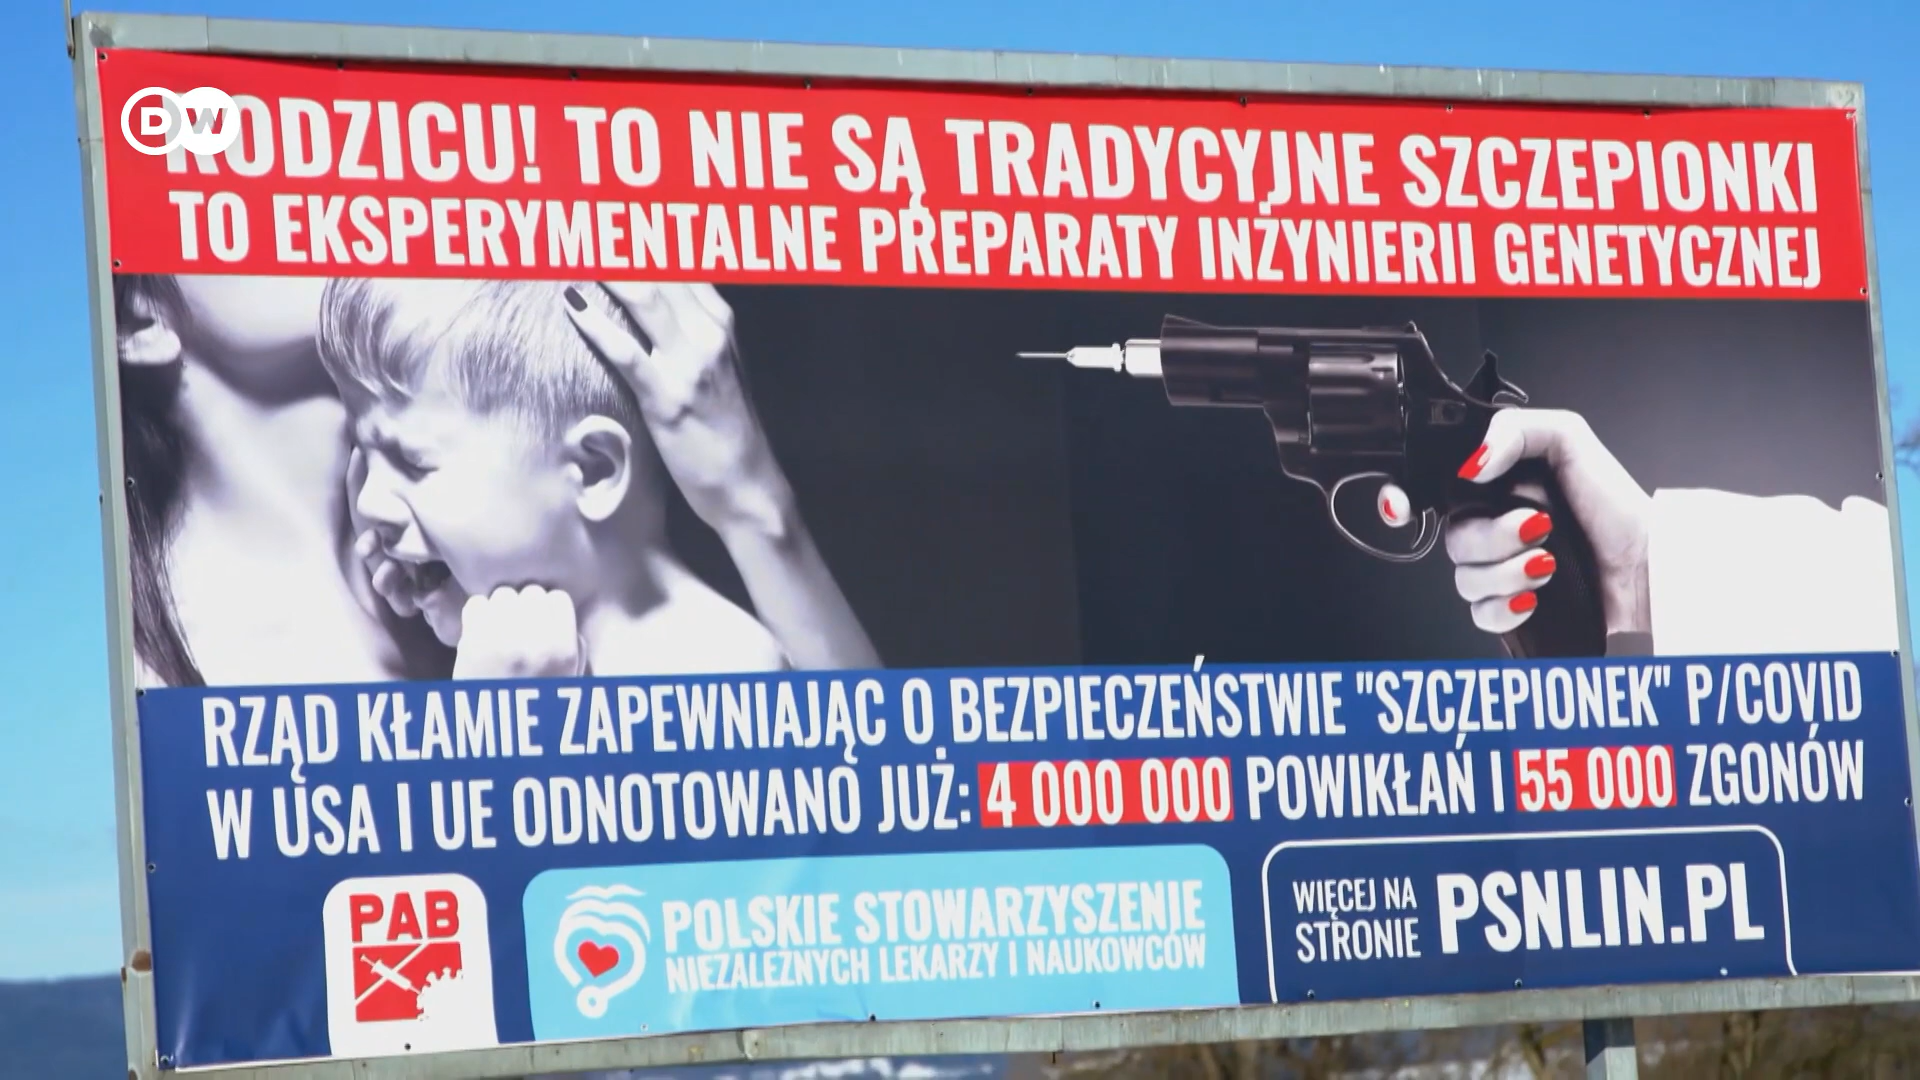 DW
RODZICU! TO NIE SĄ TRADYCYJNE SZCZEPIONKI
TO EKSPERYMENTALNE PREPARATY INŻYNIERII GENETYCZNEJ
RZĄD KŁAMIE ZAPEWNIAJĄC O BEZPIECZEŃSTWIE "SZCZEPIONEK" P/COVID
W USA I UE ODNOTOWANO JUŻ: 4 000 000 POWIKŁAŃ I 55 000 ZGONÓW
PAB
POLSKIE STOWARZYSZENIE
NIEZALEŻNYCH LEKARZY I NAUKOWCÓW
WIĘCEJ NA
STRONIE
PSNLIN.PL